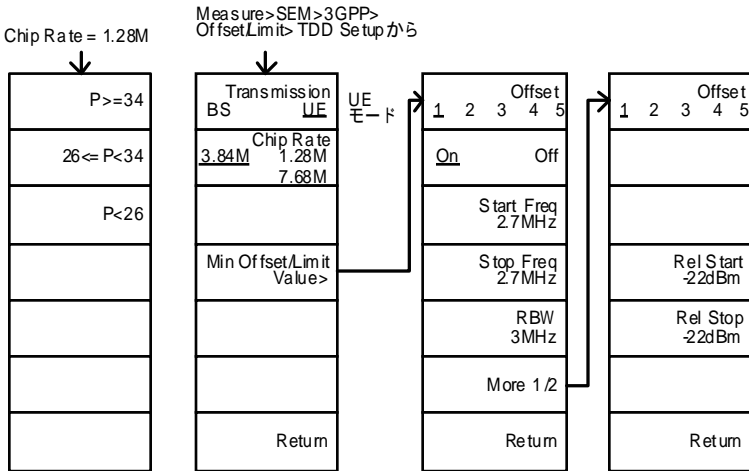 Chip Rate = 1.28M
P>=34
26<= P<34
P<26
Measure>SEM>3GPP>
Offset/Limit> TDD Setupから
Transmission
BS UE
Chip Rate
3.84M 1.28M
7.68M
Min Offset/Limit
Value>
Return
UE
モード
Offset
1 2 3 4 5
On Off
Start Freq
2.7MHz
Stop Freq
2.7MHz
RBW
3MHz
More 1/2
Return
Offset
1 2 3 4 5
Rel Start
-22dBm
Rel Stop
-22dBm
Return